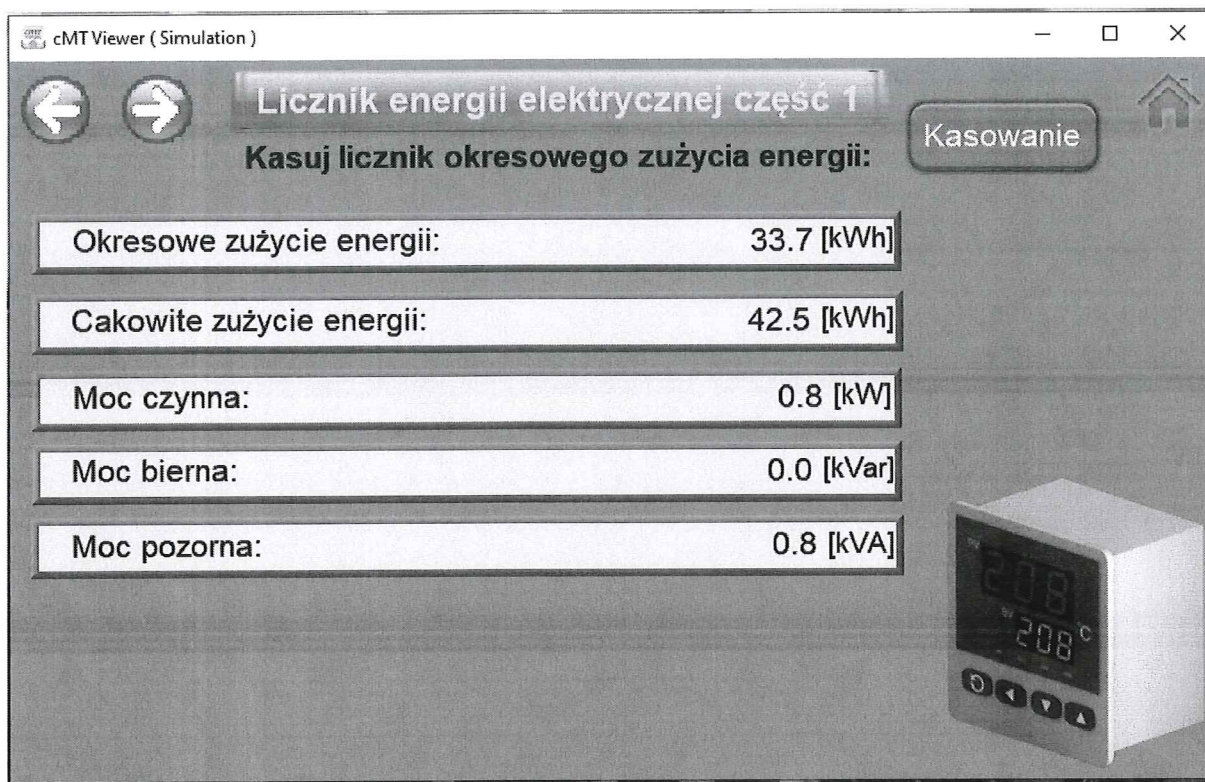 cMT Viewer ( Simulation )
Licznik energii elektrycznej część 1
Kasowanie
Kasuj licznik okresowego zużycia energii:
Okresowe zużycie energii: 33.7 [kWh]
Cakowite zużycie energii: 42.5 [kWh]
Moc czynna: 0.8 [kW]
Moc bierna: 0.0 [kVar]
Moc pozorna: 0.8 [kVA]
208
208 °C